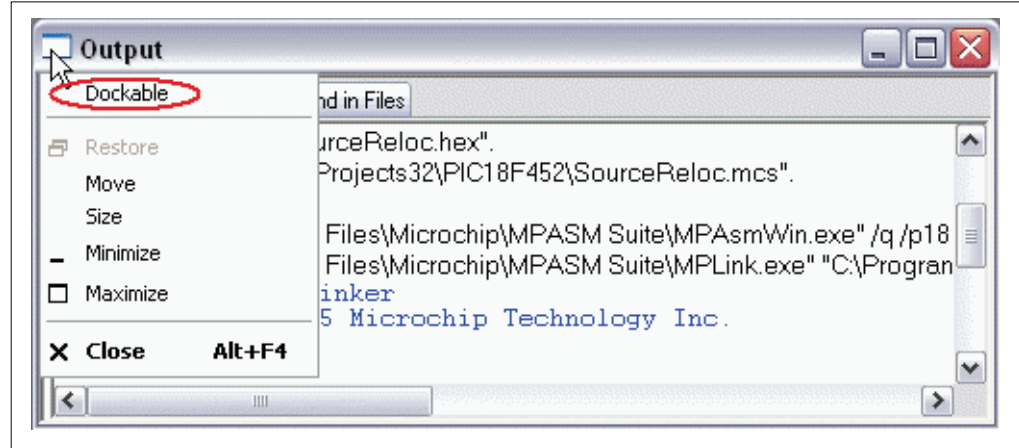 Output
Dockable
Restore
Move
Size
Minimize
Maximize
Close Alt+F4
nd in Files
urceReloc.hex".
Projects32\PIC18F452\SourceReloc.mcs".
Files\Microchip\MPASM Suite\MPAsmWin.exe" /q /p18
Files\Microchip\MPASM Suite\MPLink.exe" "C:\Progran
inker
5 Microchip Technology Inc.